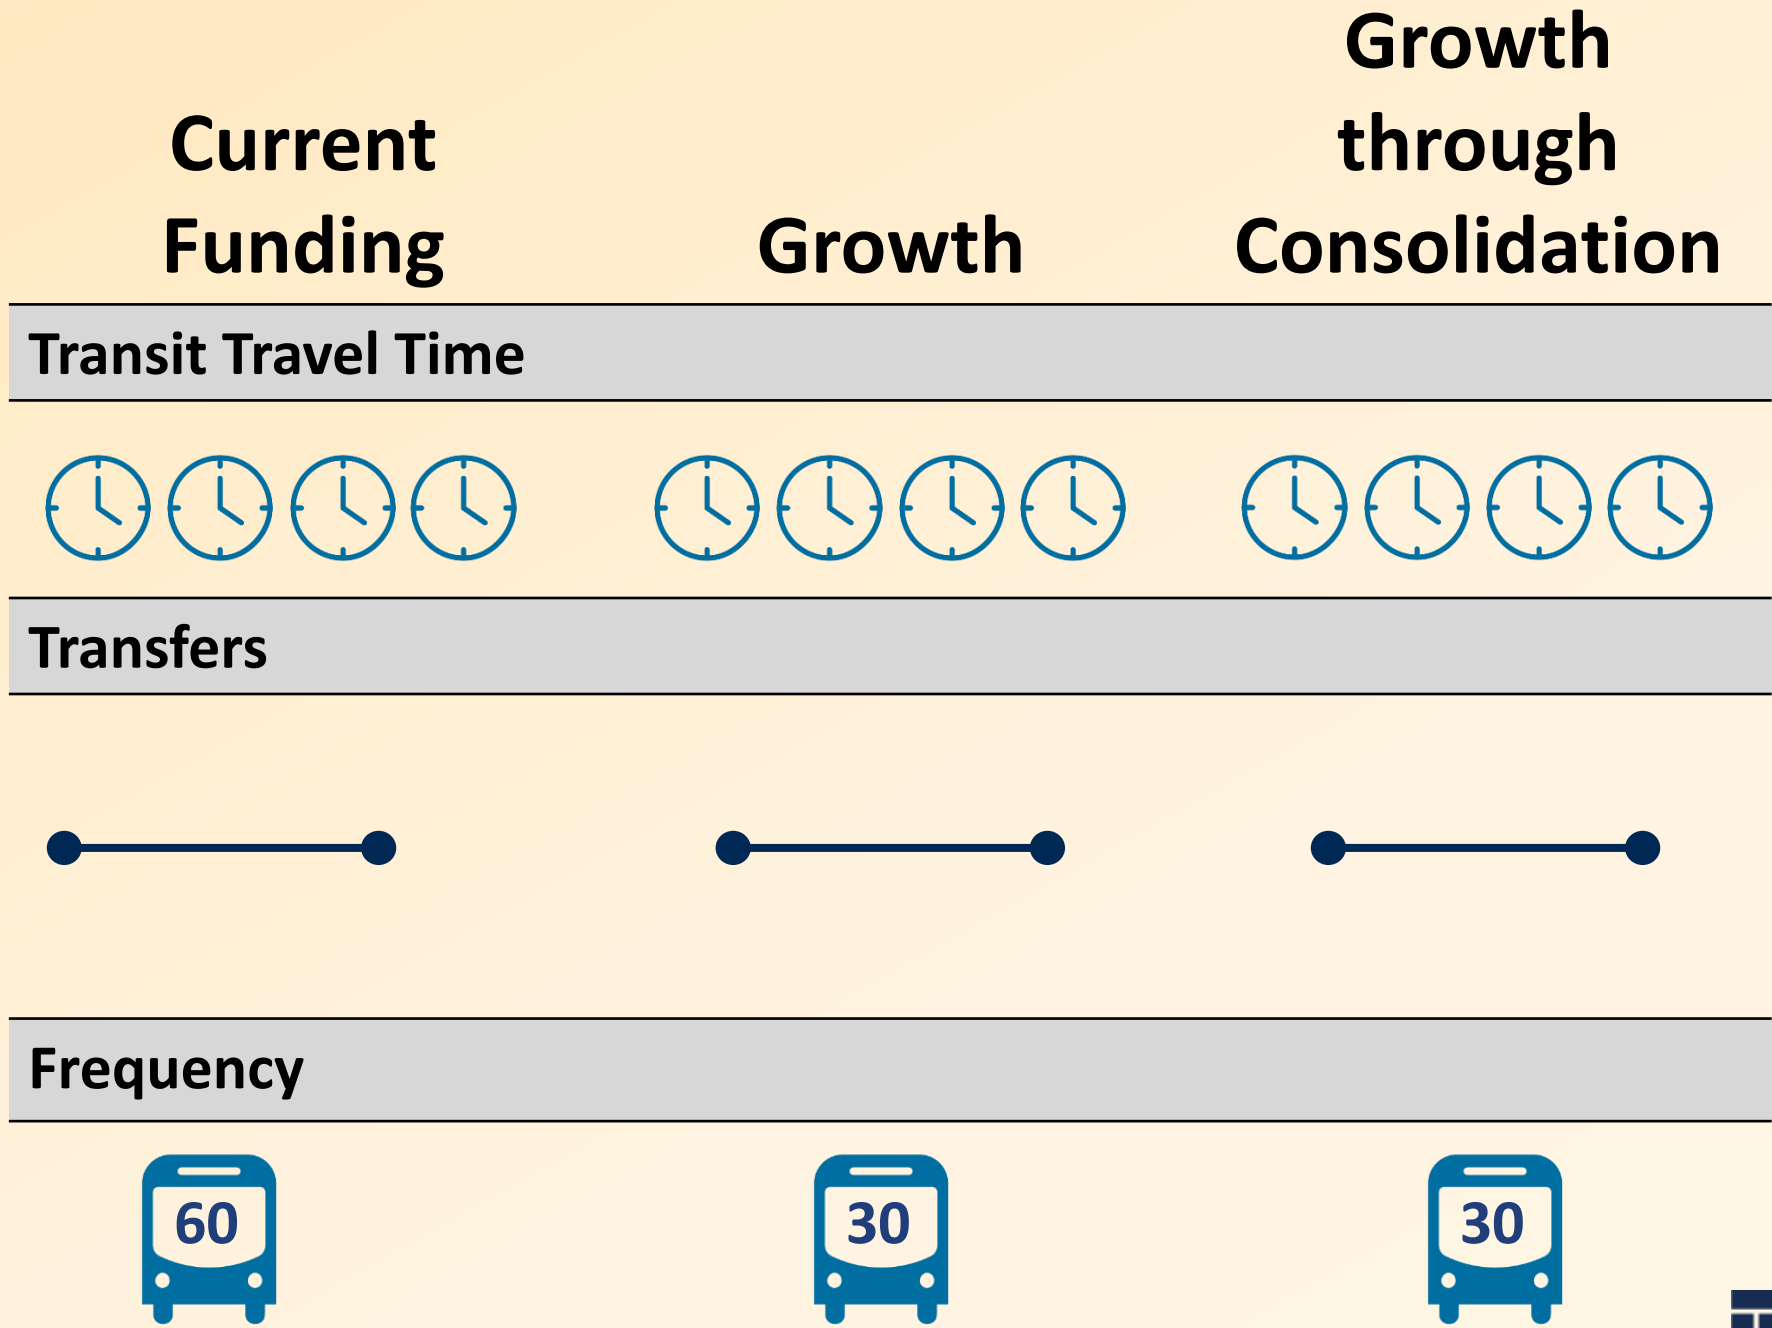 Current
Funding
Growth
Growth
through
Consolidation
Transit Travel Time
Transfers
Frequency
60
30
30